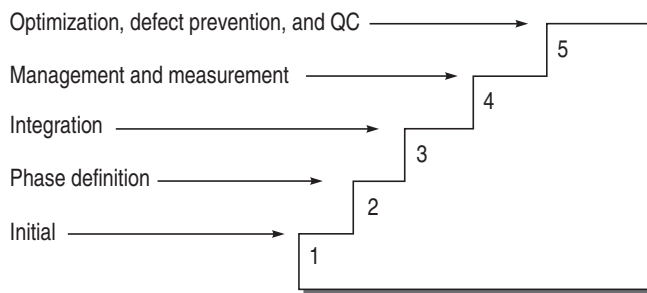 Optimization, defect prevention, and QC
5
Management and measurement
4
Integration
3
Phase definition
2
Initial
1